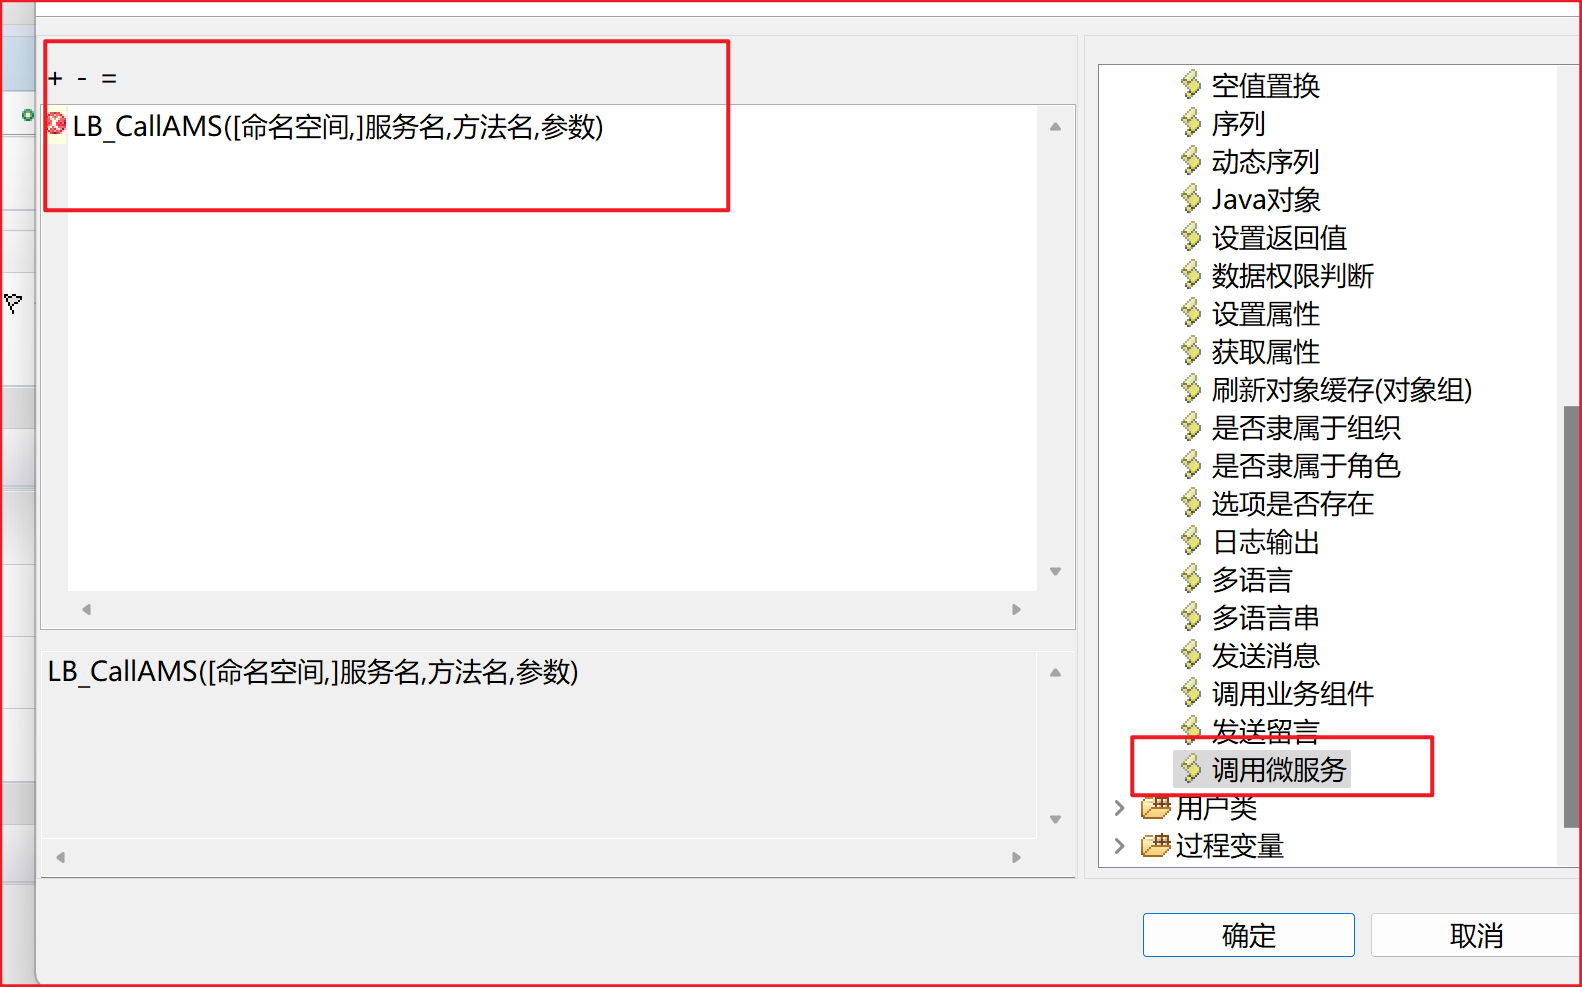 + - =
LB_CallAMS([命名空间,]服务名,方法名,参数)
LB_CallAMS([命名空间,]服务名,方法名,参数)
空值置换
序列
动态序列
Java对象
设置返回值
数据权限判断
设置属性
获取属性
刷新对象缓存(对象组)
是否隶属于组织
是否隶属于角色
选项是否存在
日志输出
多语言
多语言串
发送消息
调用业务组件
发送留言
调用微服务
用户类
过程变量
确定
取消